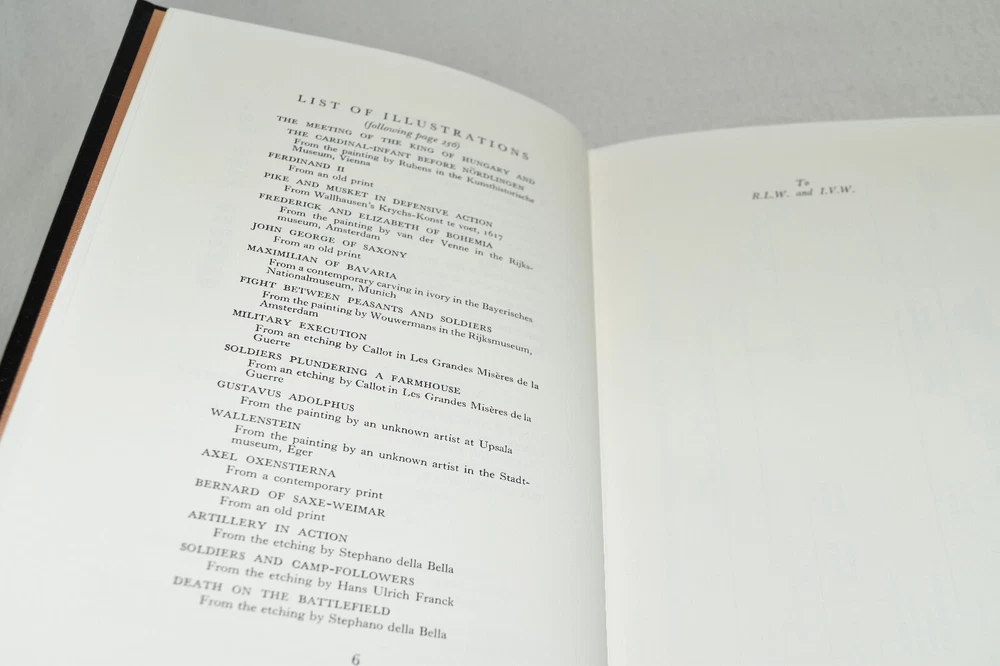 LIST OF ILLUSTRATIONS
(following page 256)
THE MEETING OF THE KING OF HUNGARY AND
THE CARDINAL-INFANT BEFORE NÖRDLINGEN
From the painting by Rubens in the Kunsthistorische
Museum, Vienna
FERDINAND II
From an old print
PIKE AND MUSKET IN DEFENSIVE ACTION
From Wallhausen's Krychs-Konst te voet, 1617
FREDERICK AND ELIZABETH OF BOHEMIA
From the painting by van der Venne in the Rijks-
museum, Amsterdam
JOHN GEORGE OF SAXONY
From an old print
MAXIMILIAN OF BAVARIA
From a contemporary carving in ivory in the Bayerisches
Nationalmuseum, Munich
FIGHT BETWEEN PEASANTS AND SOLDIERS
From the painting by Wouwermans in the Rijksmuseum,
Amsterdam
MILITARY EXECUTION
From an etching by Callot in Les Grandes Misères de la
Guerre
SOLDIERS PLUNDERING A FARMHOUSE
From an etching by Callot in Les Grandes Misères de la
Guerre
GUSTAVUS ADOLPHUS
From the painting by an unknown artist at Upsala
WALLENSTEIN
From the painting by an unknown artist in the Stadt-
museum, Eger
AXEL OXENSTIERNA
From a contemporary print
BERNARD OF SAXE-WEIMAR
From an old print
ARTILLERY IN ACTION
From the etching by Stephano della Bella
SOLDIERS AND CAMP-FOLLOWERS
From the etching by Hans Ulrich Franck
DEATH ON THE BATTLEFIELD
From the etching by Stephano della Bella
6
To
R.L.W. and I.V.W.